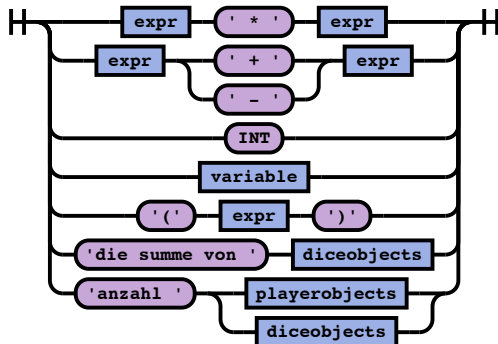 expr ' * ' expr
expr ' + ' expr
' - '
INT
variable
'(' expr ')'
'die summe von ' diceobjects
'anzahl ' playerobjects
diceobjects